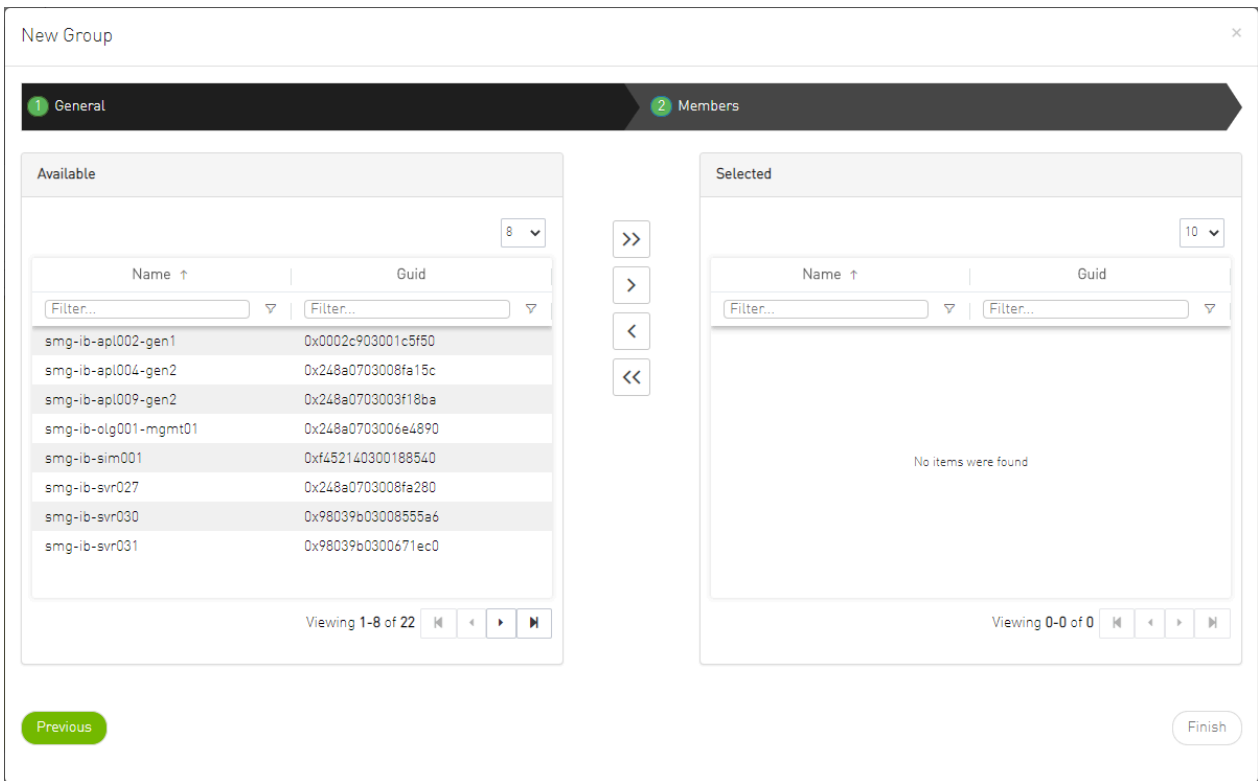 New Group
×
1 General
2 Members
Available
Selected
8
10
>>
>
<
<<
Name ↑ Guid
Filter... Filter...
smg-ib-apl002-gen1 0x0002c903001c5f50
smg-ib-apl004-gen2 0x248a0703008fa15c
smg-ib-apl009-gen2 0x248a0703003f18ba
smg-ib-olg001-mgmt01 0x248a0703006e4890
smg-ib-sim001 0xf452140300188540
smg-ib-svr027 0x248a0703008fa280
smg-ib-svr030 0x98039b03008555a6
smg-ib-svr031 0x98039b0300671ec0
Viewing 1-8 of 22
Name ↑ Guid
Filter... Filter...
No items were found
Viewing 0-0 of 0
Previous
Finish